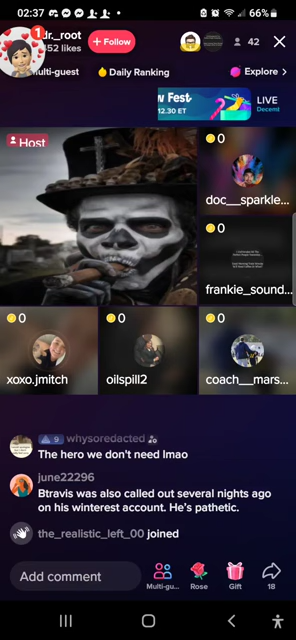 02:37
66%
1
dr._root
452 likes
+ Follow
42
Multi-guest
Daily Ranking
Explore >
w Fest
12.30 ET
LIVE
Decemb
Host
0
doc__sparkle...
0
frankie_sound...
0
xoxo.jmitch
0
oilspill2
0
coach__mars...
9 whysoredacted
The hero we don't need lmao
june22296
Btravis was also called out several nights ago
on his winterest account. He's pathetic.
the_realistic_left_00 joined
Add comment
Multi-gu...
Rose
Gift
18